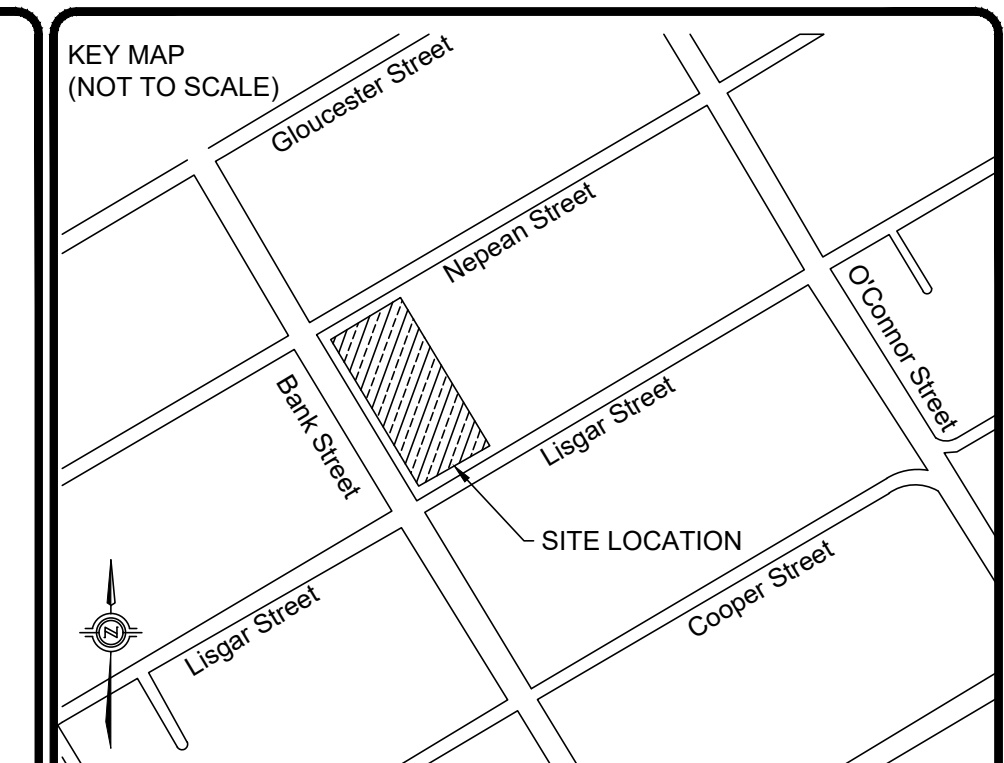 KEY MAP
(NOT TO SCALE)
Gloucester Street
Nepean Street
O'Connor Street
Bank Street
Lisgar Street
SITE LOCATION
Cooper Street
Lisgar Street
N